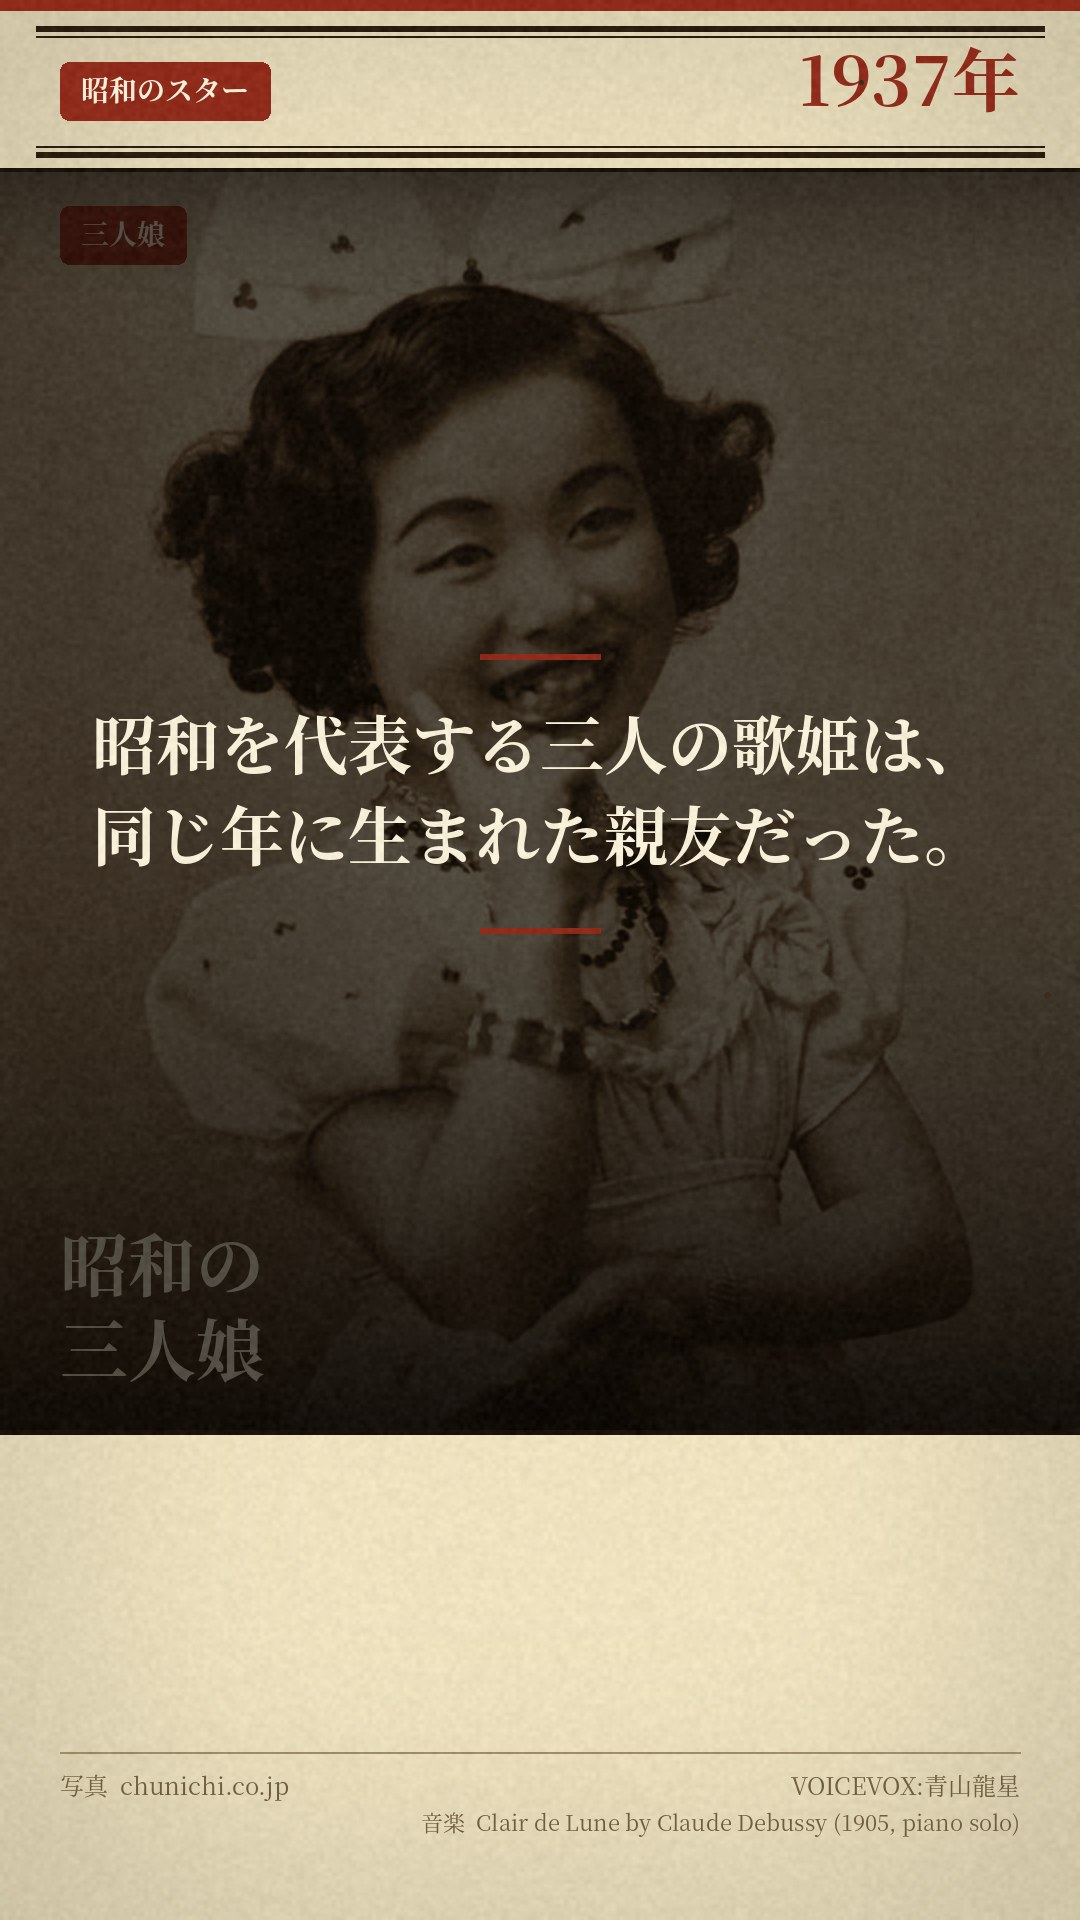 昭和のスター
1937年
三人娘
昭和を代表する三人の歌姫は、
同じ年に生まれた親友だった。
昭和の
三人娘
写真 chunichi.co.jp
VOICEVOX:青山龍星
音楽 Clair de Lune by Claude Debussy (1905, piano solo)